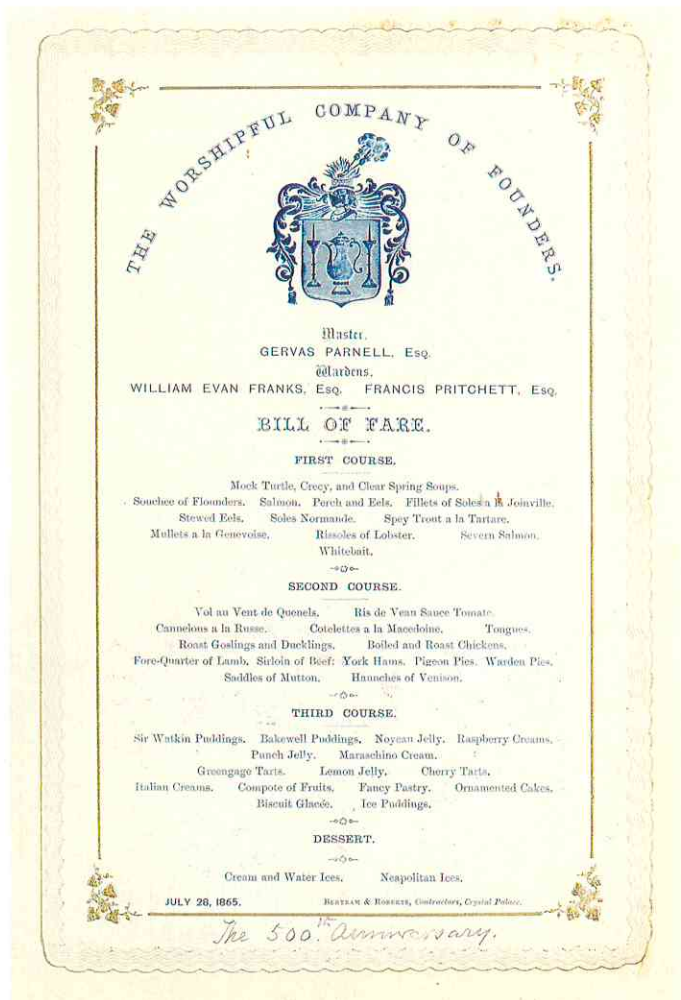 THE WORSHIPFUL COMPANY OF FOUNDERS.
Master,
GERVAS PARNELL, Esq.
Wardens,
WILLIAM EVAN FRANKS, Esq. FRANCIS PRITCHETT, Esq.
BILL OF FARE.
FIRST COURSE.
Mock Turtle, Crecy, and Clear Spring Soups.
Souchee of Flounders. Salmon. Perch and Eels. Fillets of Soles a la Joinville.
Stewed Eels. Soles Normande. Spey Trout a la Tartare.
Mullets a la Genevoise. Rissoles of Lobster. Severn Salmon.
Whitebait.
SECOND COURSE.
Vol au Vent de Quenels. Ris de Veau Sauce Tomate.
Cannelons a la Russe. Cotelettes a la Macedoine. Tongues.
Roast Goslings and Ducklings. Boiled and Roast Chickens.
Fore-Quarter of Lamb. Sirloin of Beef: York Hams. Pigeon Pies. Warden Pies.
Saddles of Mutton. Haunches of Venison.
THIRD COURSE.
Sir Watkin Puddings. Bakewell Puddings. Noyeau Jelly. Raspberry Creams.
Punch Jelly. Maraschino Cream.
Greengage Tarts. Lemon Jelly. Cherry Tarts.
Italian Creams. Compote of Fruits. Fancy Pastry. Ornamented Cakes.
Biscuit Glacée. Ice Puddings.
DESSERT.
Cream and Water Ices. Neapolitan Ices.
JULY 28, 1865. Bertram & Roberts, Contractors, Crystal Palace.
The 500.th Anniversary.